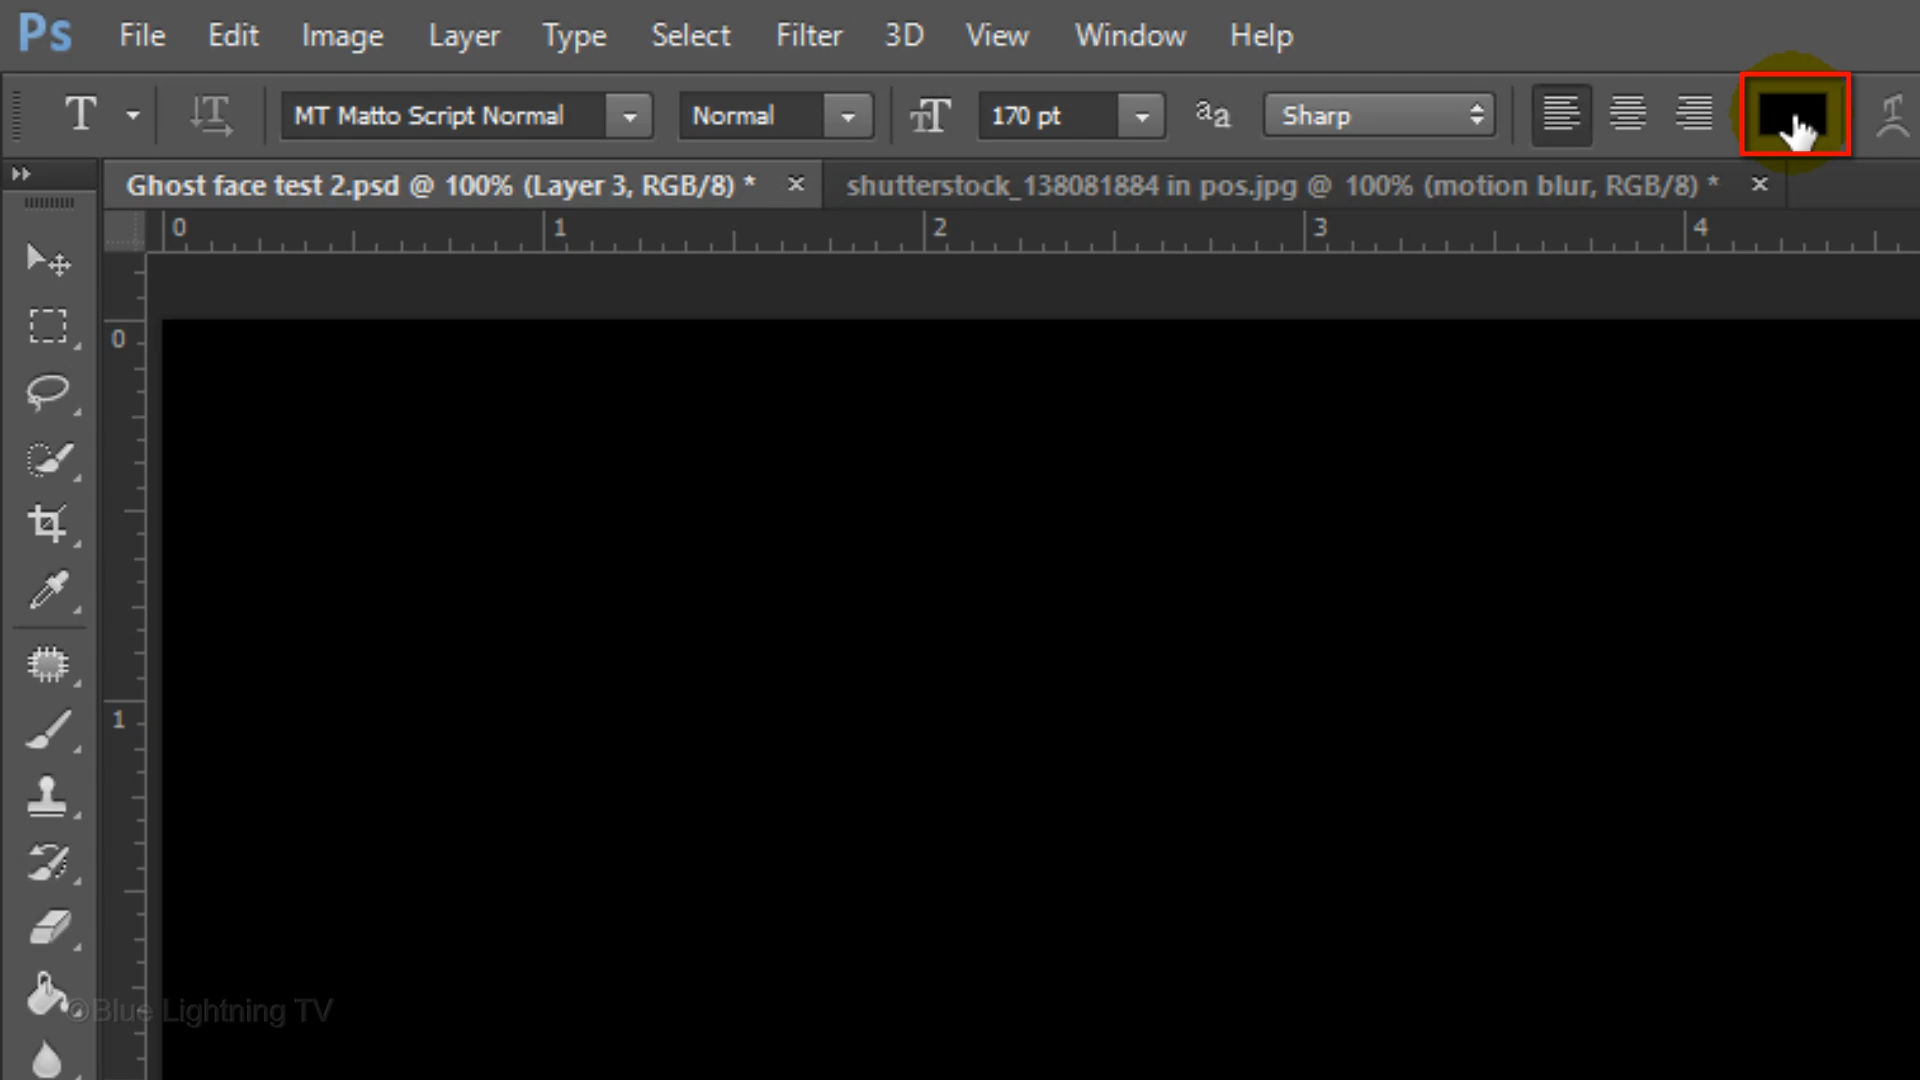 Ps File Edit Image Layer Type Select Filter 3D View Window Help
T MT Matto Script Normal Normal 170 pt aa Sharp
Ghost face test 2.psd @ 100% (Layer 3, RGB/8) * × shutterstock_138081884 in pos.jpg @ 100% (motion blur, RGB/8) * ×
0 1 2 3 4
0
1
©Blue Lightning TV